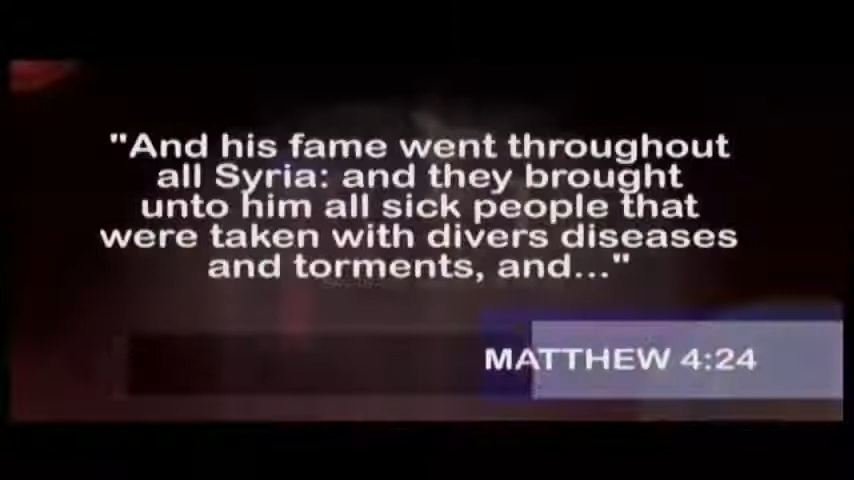 "And his fame went throughout
all Syria: and they brought
unto him all sick people that
were taken with divers diseases
and torments, and..."
MATTHEW 4:24